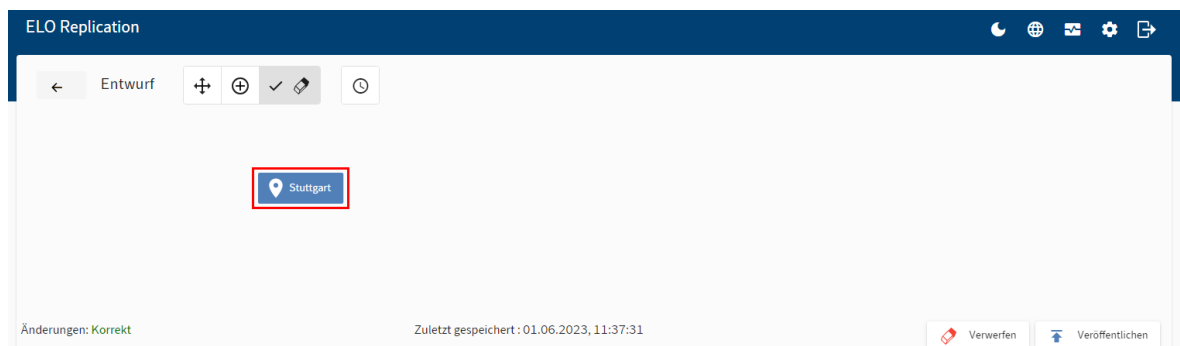 ELO Replication
Entwurf
Stuttgart
Änderungen: Korrekt
Zuletzt gespeichert : 01.06.2023, 11:37:31
Verwerfen
Veröffentlichen